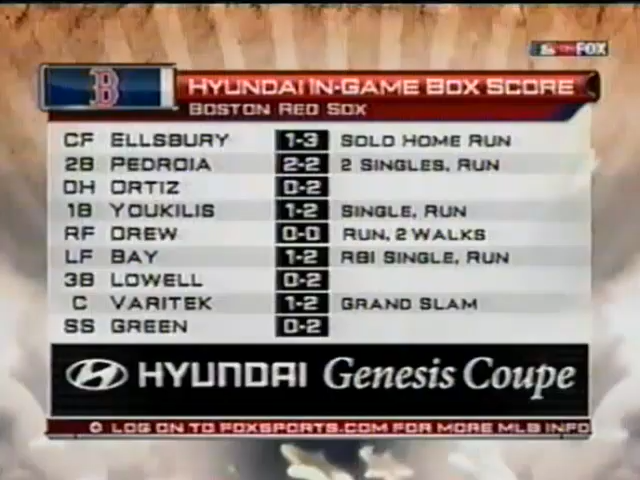 FOX
B
HYUNDAI IN-GAME BOX SCORE
BOSTON RED SOX
CF ELLSBURY 1-3 SOLO HOME RUN
2B PEDROIA 2-2 2 SINGLES, RUN
DH ORTIZ 0-2
1B YOUKILIS 1-2 SINGLE, RUN
RF DREW 0-0 RUN, 2 WALKS
LF BAY 1-2 RBI SINGLE, RUN
3B LOWELL 0-2
C VARITEK 1-2 GRAND SLAM
SS GREEN 0-2
HYUNDAI Genesis Coupe
LOG ON TO FOXSPORTS.COM FOR MORE MLB INFO